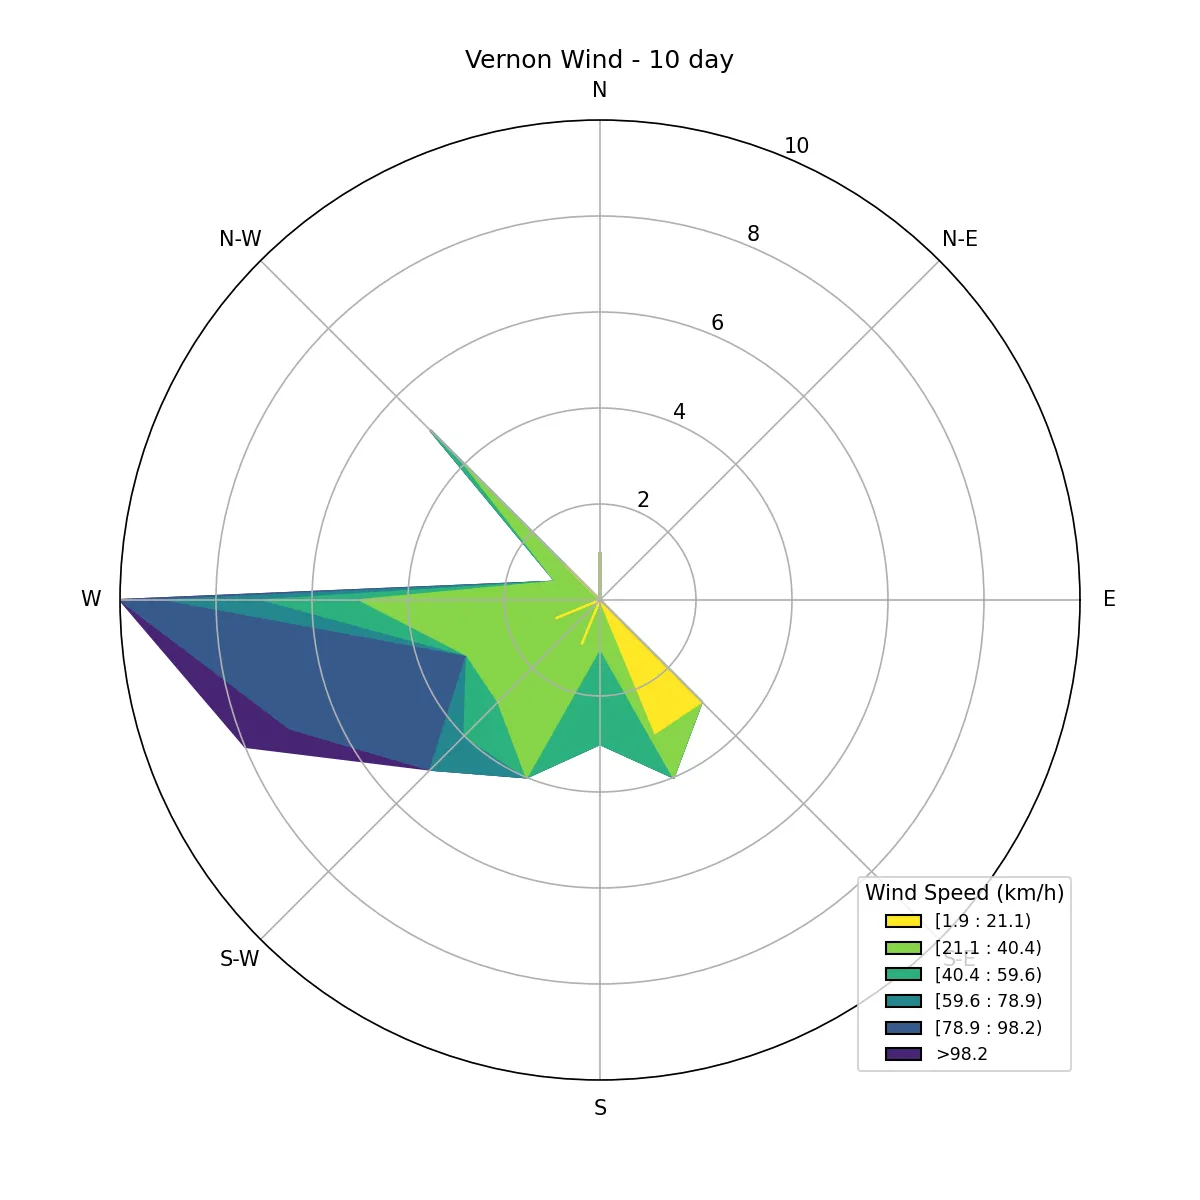 Vernon Wind - 10 day
N
10
N-W
8
N-E
6
4
2
W
E
Wind Speed (km/h)
[1.9 : 21.1)
[21.1 : 40.4)
S-W
S-E
[40.4 : 59.6)
[59.6 : 78.9)
[78.9 : 98.2)
>98.2
S